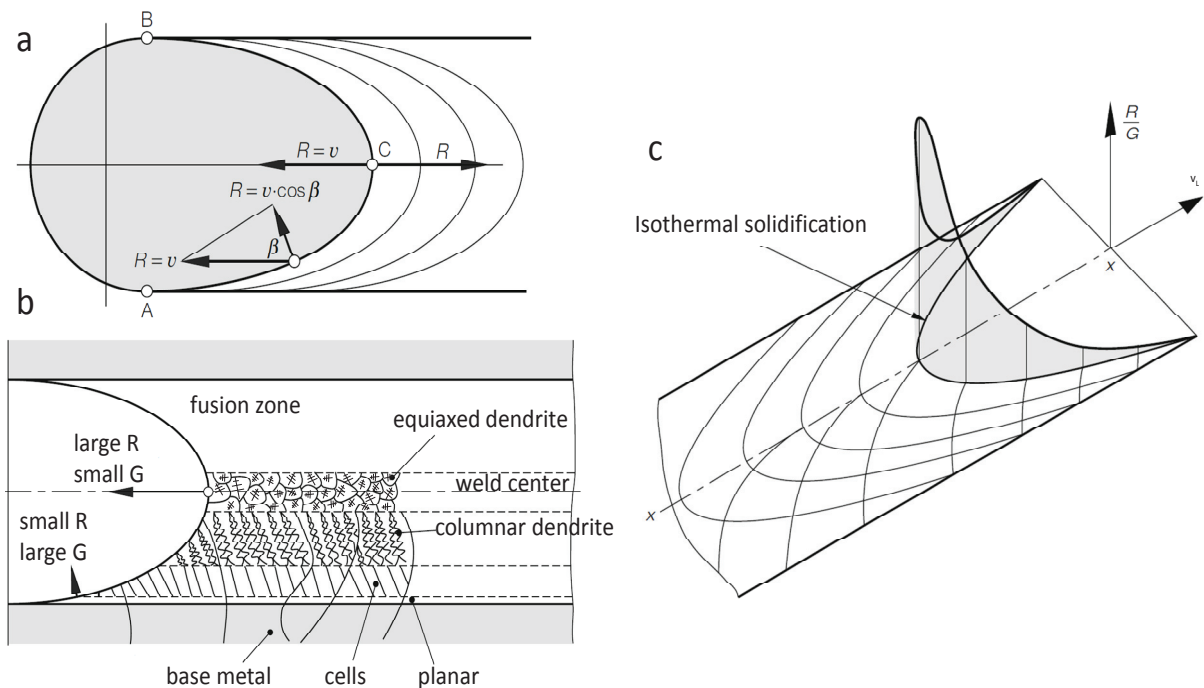 a
B
R = v
C
R
R = v·cos β
β
R = v
A
b
fusion zone
equiaxed dendrite
large R
small G
weld center
small R
large G
columnar dendrite
base metal
cells
planar
c
R
G
vL
Isothermal solidification
x
x